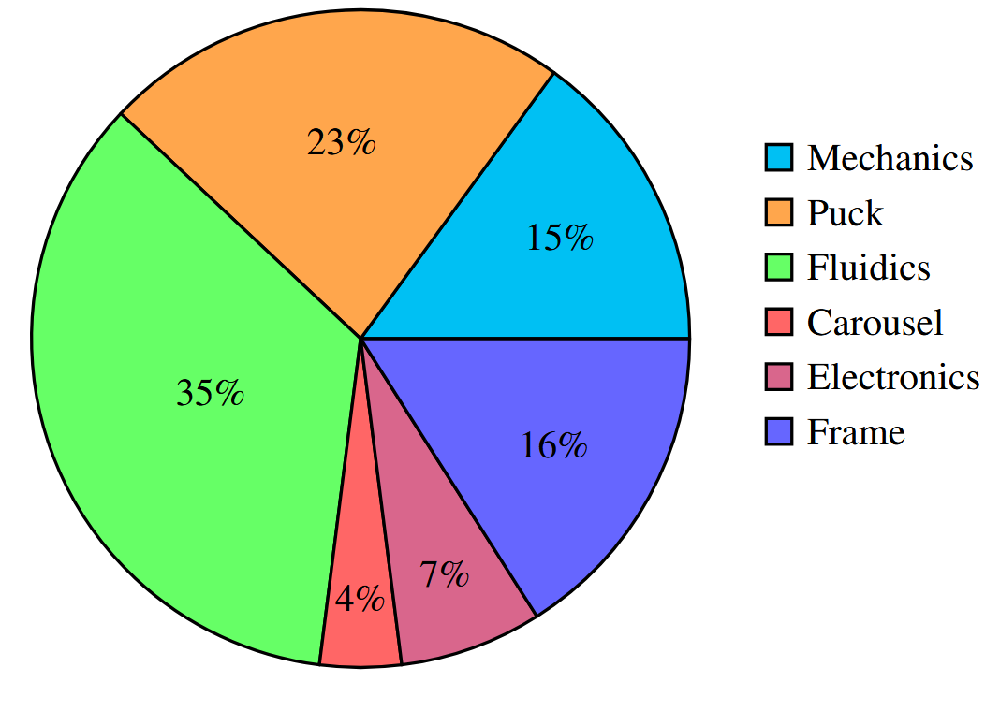 23%
15%
35%
16%
7%
4%
Mechanics
Puck
Fluidics
Carousel
Electronics
Frame